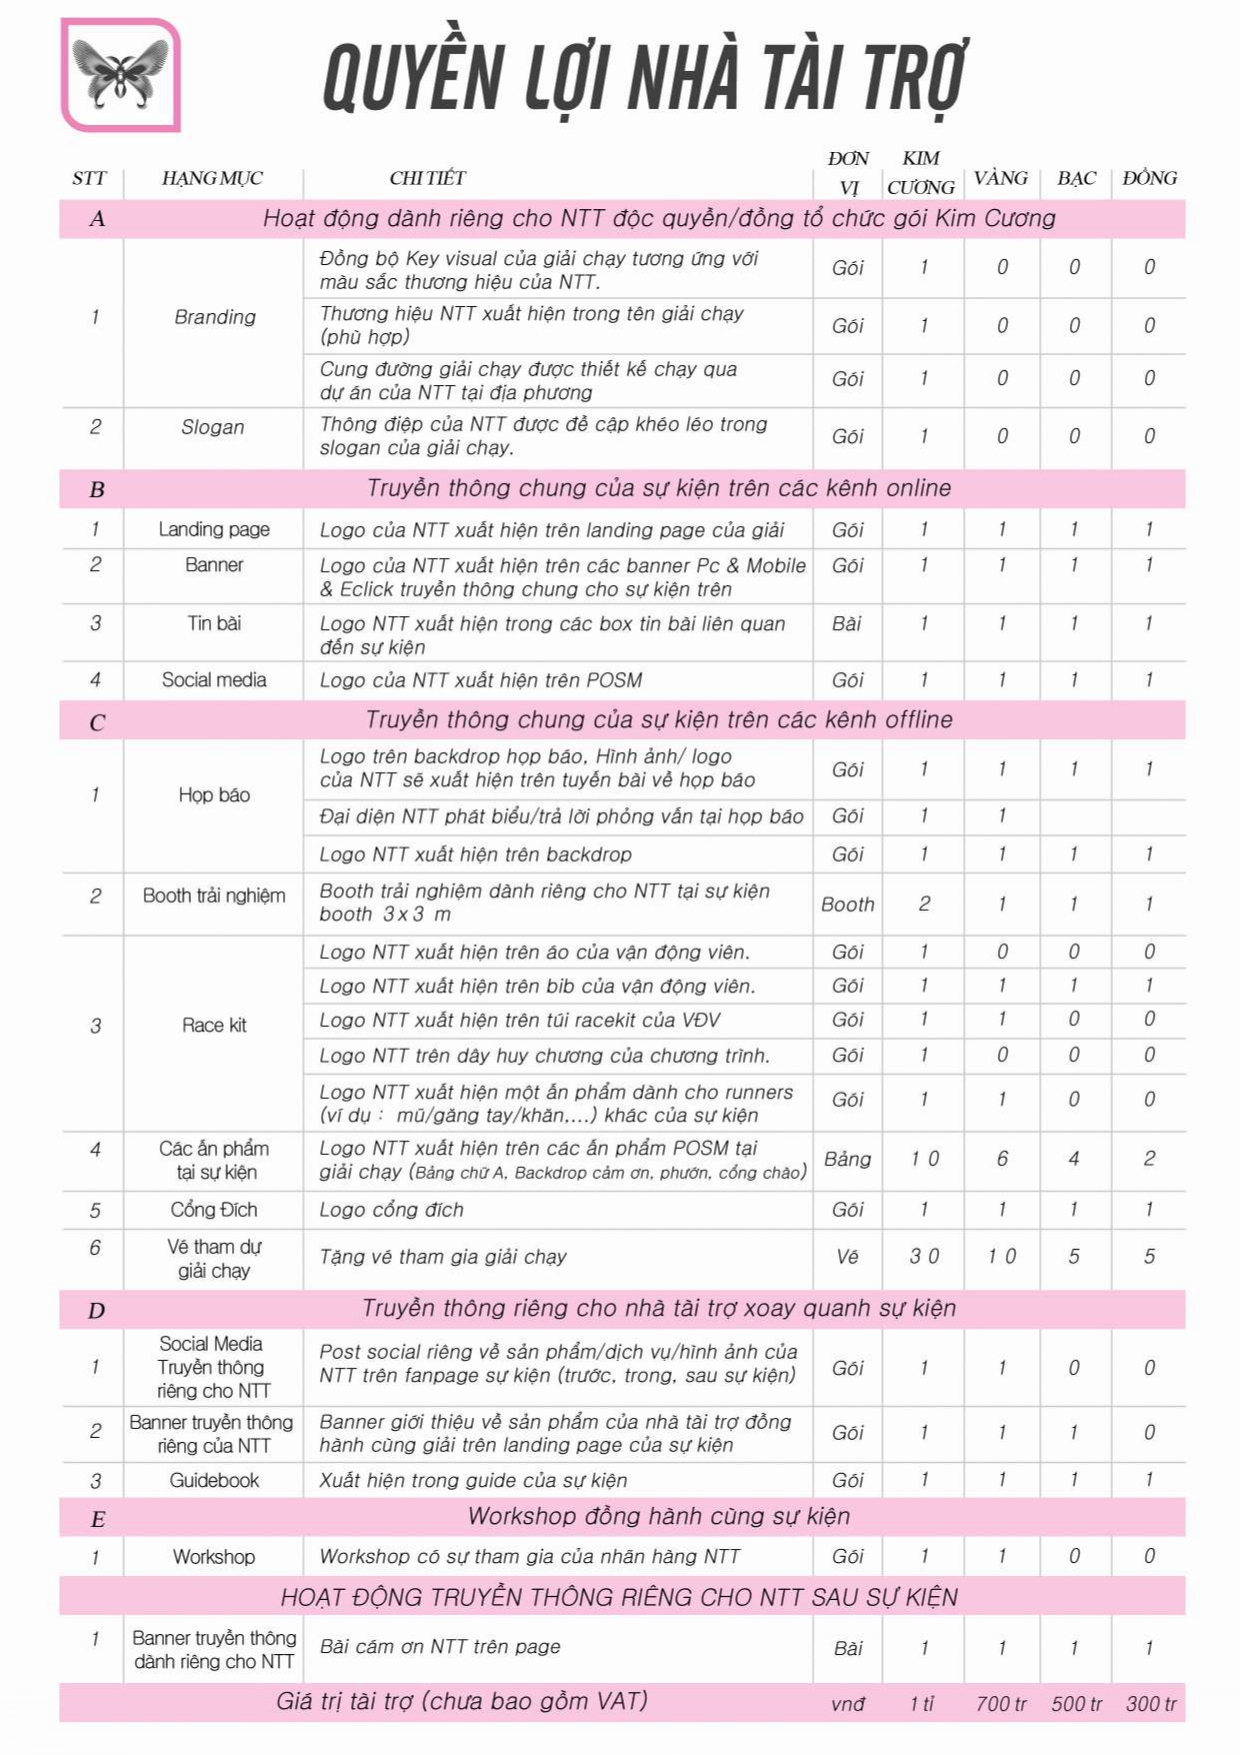 QUYỀN LỢI NHÀ TÀI TRỢ
STT HẠNG MỤC CHI TIẾT ĐƠN VỊ KIM CƯƠNG VÀNG BẠC ĐỒNG
A Hoạt động dành riêng cho NTT độc quyền/đồng tổ chức gói Kim Cương
1 Branding
Đồng bộ Key visual của giải chạy tương ứng với
màu sắc thương hiệu của NTT. Gói 1 0 0 0
Thương hiệu NTT xuất hiện trong tên giải chạy
(phù hợp) Gói 1 0 0 0
Cung đường giải chạy được thiết kế chạy qua
dự án của NTT tại địa phương Gói 1 0 0 0
2 Slogan Thông điệp của NTT được đề cập khéo léo trong
slogan của giải chạy. Gói 1 0 0 0
B Truyền thông chung của sự kiện trên các kênh online
1 Landing page Logo của NTT xuất hiện trên landing page của giải Gói 1 1 1 1
2 Banner Logo của NTT xuất hiện trên các banner Pc & Mobile Gói 1 1 1 1
& Eclick truyền thông chung cho sự kiện trên
3 Tin bài Logo NTT xuất hiện trong các box tin bài liên quan Bài 1 1 1 1
đến sự kiện
4 Social media Logo của NTT xuất hiện trên POSM Gói 1 1 1 1
C Truyền thông chung của sự kiện trên các kênh offline
1 Họp báo
Logo trên backdrop họp báo, Hình ảnh/ logo
của NTT sẽ xuất hiện trên tuyến bài về họp báo Gói 1 1 1 1
Đại diện NTT phát biểu/trả lời phỏng vấn tại họp báo Gói 1 1
Logo NTT xuất hiện trên backdrop Gói 1 1 1 1
2 Booth trải nghiệm Booth trải nghiệm dành riêng cho NTT tại sự kiện
booth 3x3 m Booth 2 1 1 1
3 Race kit
Logo NTT xuất hiện trên áo của vận động viên. Gói 1 0 0 0
Logo NTT xuất hiện trên bib của vận động viên. Gói 1 1 1 1
Logo NTT xuất hiện trên túi racekit của VĐV Gói 1 1 0 0
Logo NTT trên dây huy chương của chương trình. Gói 1 0 0 0
Logo NTT xuất hiện một ấn phẩm dành cho runners
(ví dụ : mũ/găng tay/khăn,...) khác của sự kiện Gói 1 1 0 0
4 Các ấn phẩm Logo NTT xuất hiện trên các ấn phẩm POSM tại
tại sự kiện giải chạy (Bảng chữ A, Backdrop cảm ơn, phướn, cổng chào) Bảng 10 6 4 2
5 Cổng Đích Logo cổng đích Gói 1 1 1 1
6 Vé tham dự
giải chạy Tặng vé tham gia giải chạy Vé 30 10 5 5
D Truyền thông riêng cho nhà tài trợ xoay quanh sự kiện
1 Social Media
Truyền thông
riêng cho NTT
Post social riêng về sản phẩm/dịch vụ/hình ảnh của
NTT trên fanpage sự kiện (trước, trong, sau sự kiện) Gói 1 1 0 0
2 Banner truyền thông
riêng của NTT
Banner giới thiệu về sản phẩm của nhà tài trợ đồng
hành cùng giải trên landing page của sự kiện Gói 1 1 1 0
3 Guidebook Xuất hiện trong guide của sự kiện Gói 1 1 1 1
E Workshop đồng hành cùng sự kiện
1 Workshop Workshop có sự tham gia của nhãn hàng NTT Gói 1 1 0 0
HOẠT ĐỘNG TRUYỀN THÔNG RIÊNG CHO NTT SAU SỰ KIỆN
1 Banner truyền thông
dành riêng cho NTT Bài cám ơn NTT trên page Bài 1 1 1 1
Giá trị tài trợ (chưa bao gồm VAT) vnđ 1 tỉ 700 tr 500 tr 300 tr